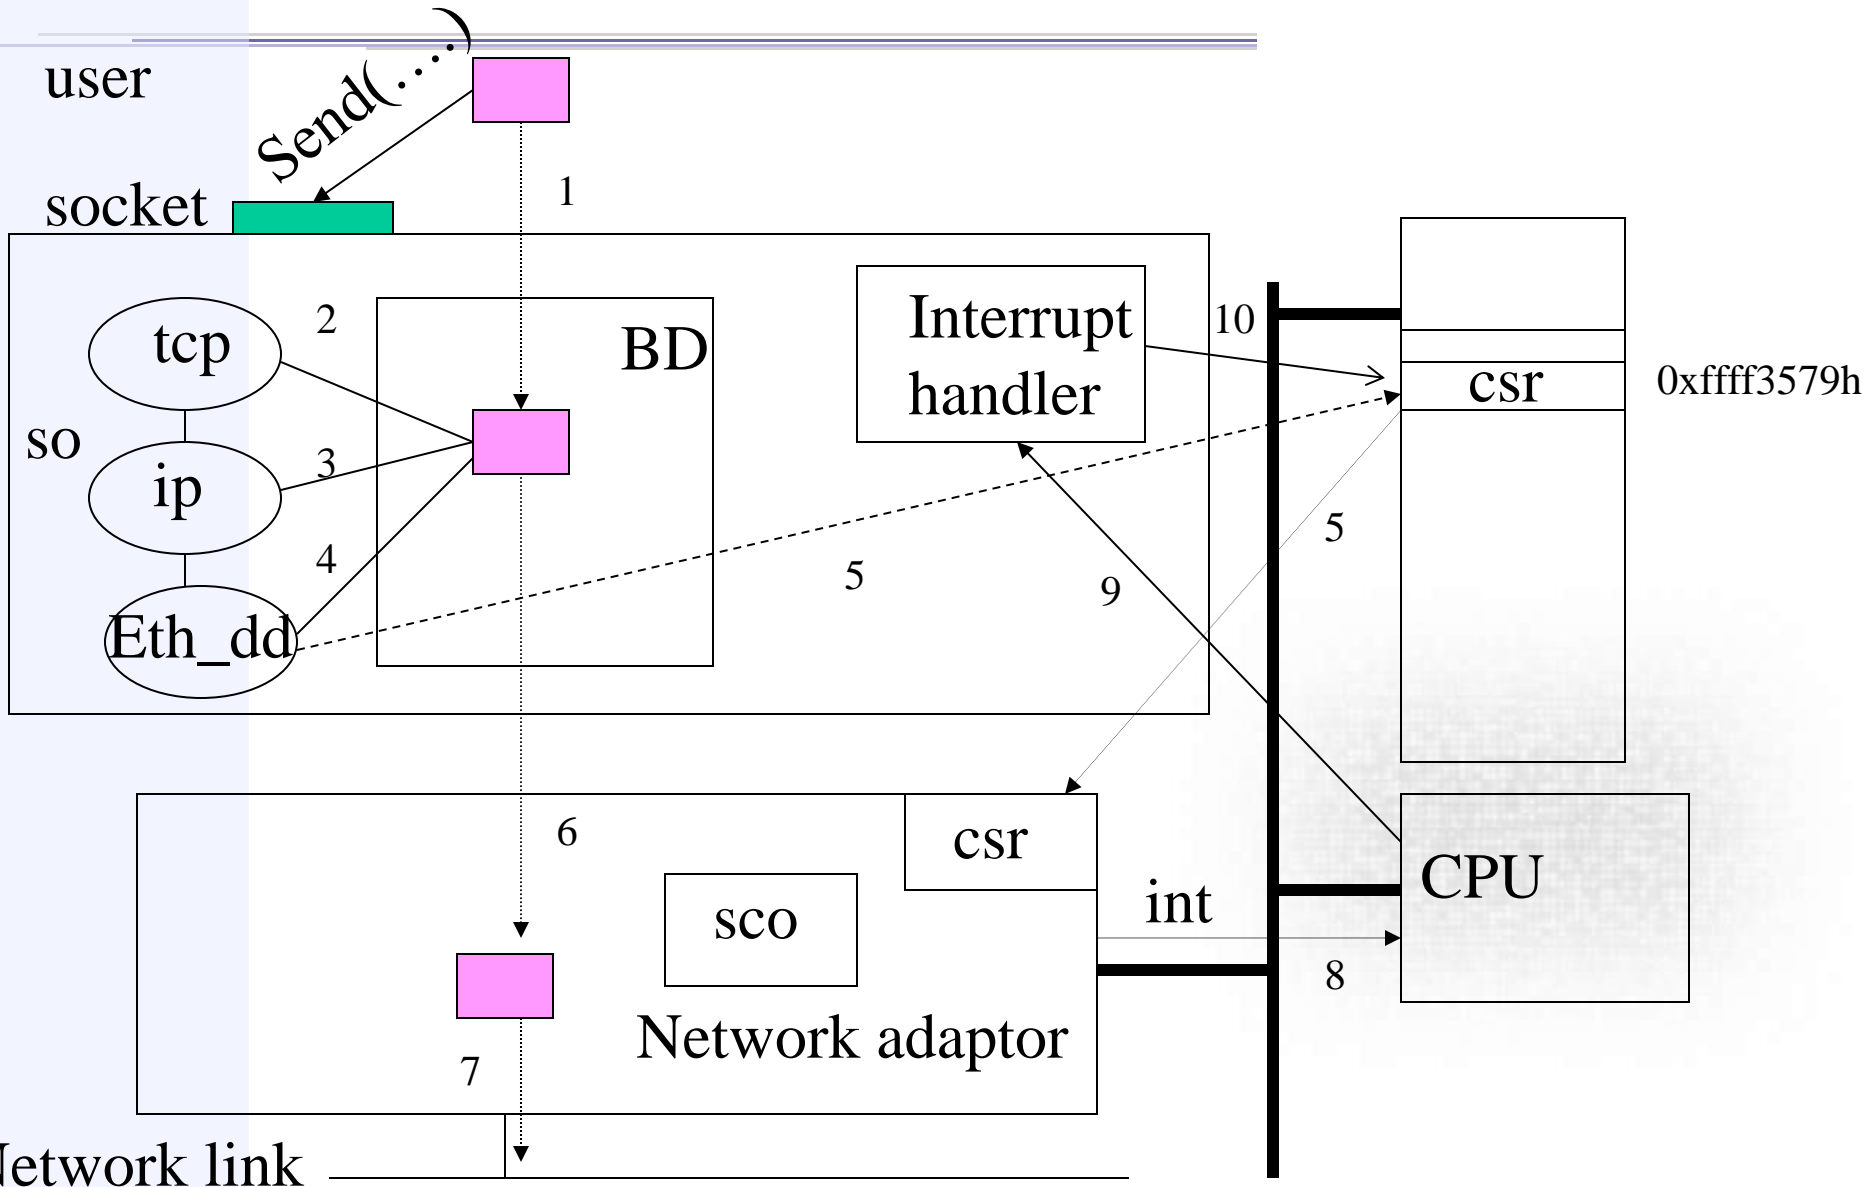 user
Send(....)
socket
1
2
tcp
BD
Interrupt
handler
10
csr
0xffff3579h
so
3
ip
4
5
5
9
Eth_dd
6
csr
sco
int
CPU
8
Network adaptor
7
Network link